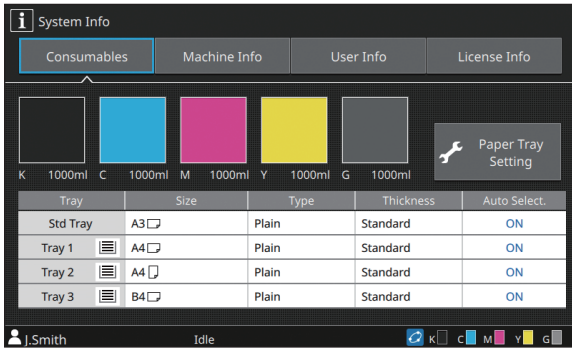 i System Info
Consumables Machine Info User Info License Info
K 1000ml C 1000ml M 1000ml Y 1000ml G 1000ml
Paper Tray
Setting
Tray Size Type Thickness Auto Select.
Std Tray A3 Plain Standard ON
Tray 1 A4 Plain Standard ON
Tray 2 A4 Plain Standard ON
Tray 3 B4 Plain Standard ON
J.Smith Idle K C M Y G